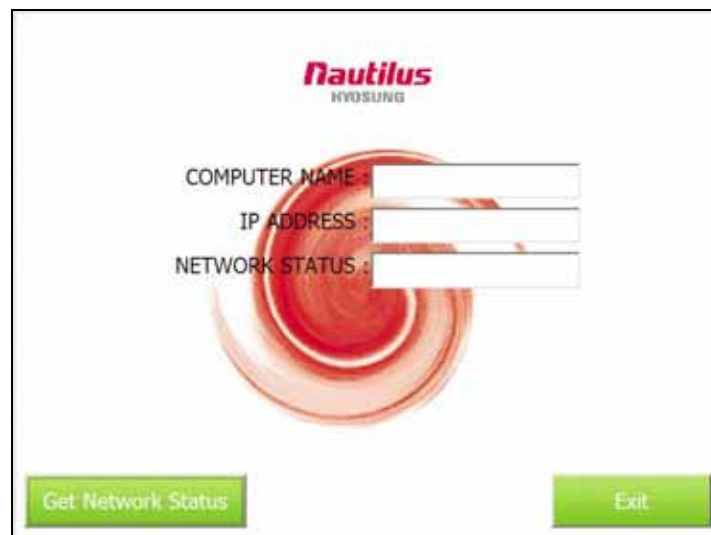 Nautilus
HYOSUNG
COMPUTER NAME :
IP ADDRESS :
NETWORK STATUS :
Get Network Status
Exit